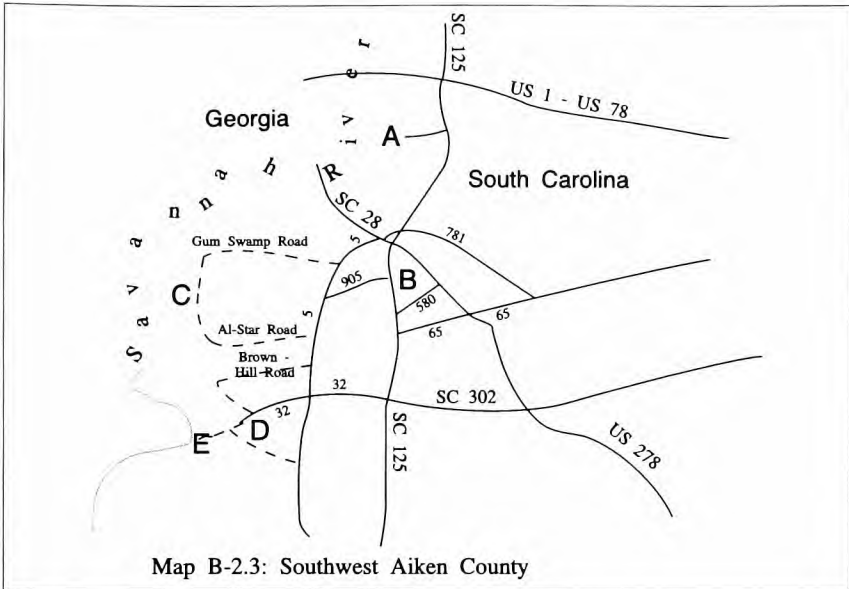 SC 125
US 1 - US 78
Georgia
A
South Carolina
Savannah River
SC 28
781
5
Gum Swamp Road
905
B
C
580
5
65
65
Al-Star Road
Brown -
Hill Road
32
SC 302
32
D
E
SC 125
US 278
Map B-2.3: Southwest Aiken County